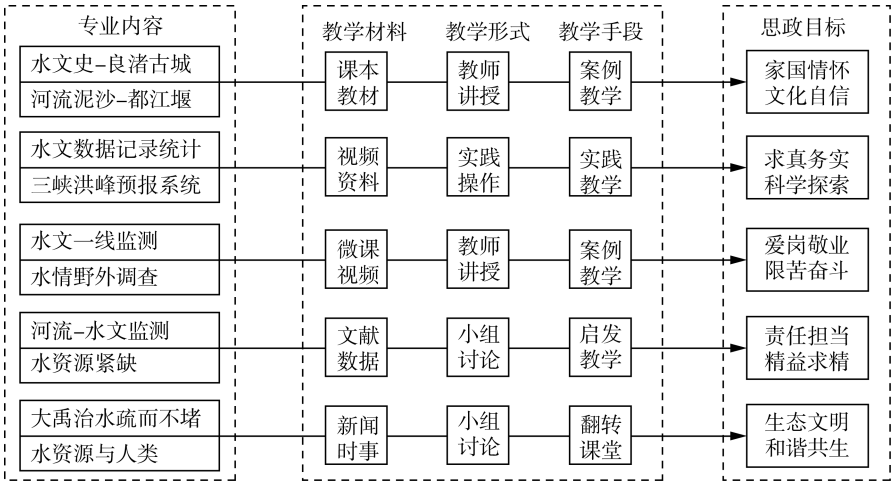 专业内容
水文史-良渚古城
河流泥沙-都江堰
水文数据记录统计
三峡洪峰预报系统
水文一线监测
水情野外调查
河流-水文监测
水资源紧缺
大禹治水疏而不堵
水资源与人类
教学材料
教学形式
教学手段
课本
教材
教师
讲授
案例
教学
视频
资料
实践
操作
实践
教学
微课
视频
教师
讲授
案例
教学
文献
数据
小组
讨论
启发
教学
新闻
时事
小组
讨论
翻转
课堂
思政目标
家国情怀
文化自信
求真务实
科学探索
爱岗敬业
限苦奋斗
责任担当
精益求精
生态文明
和谐共生